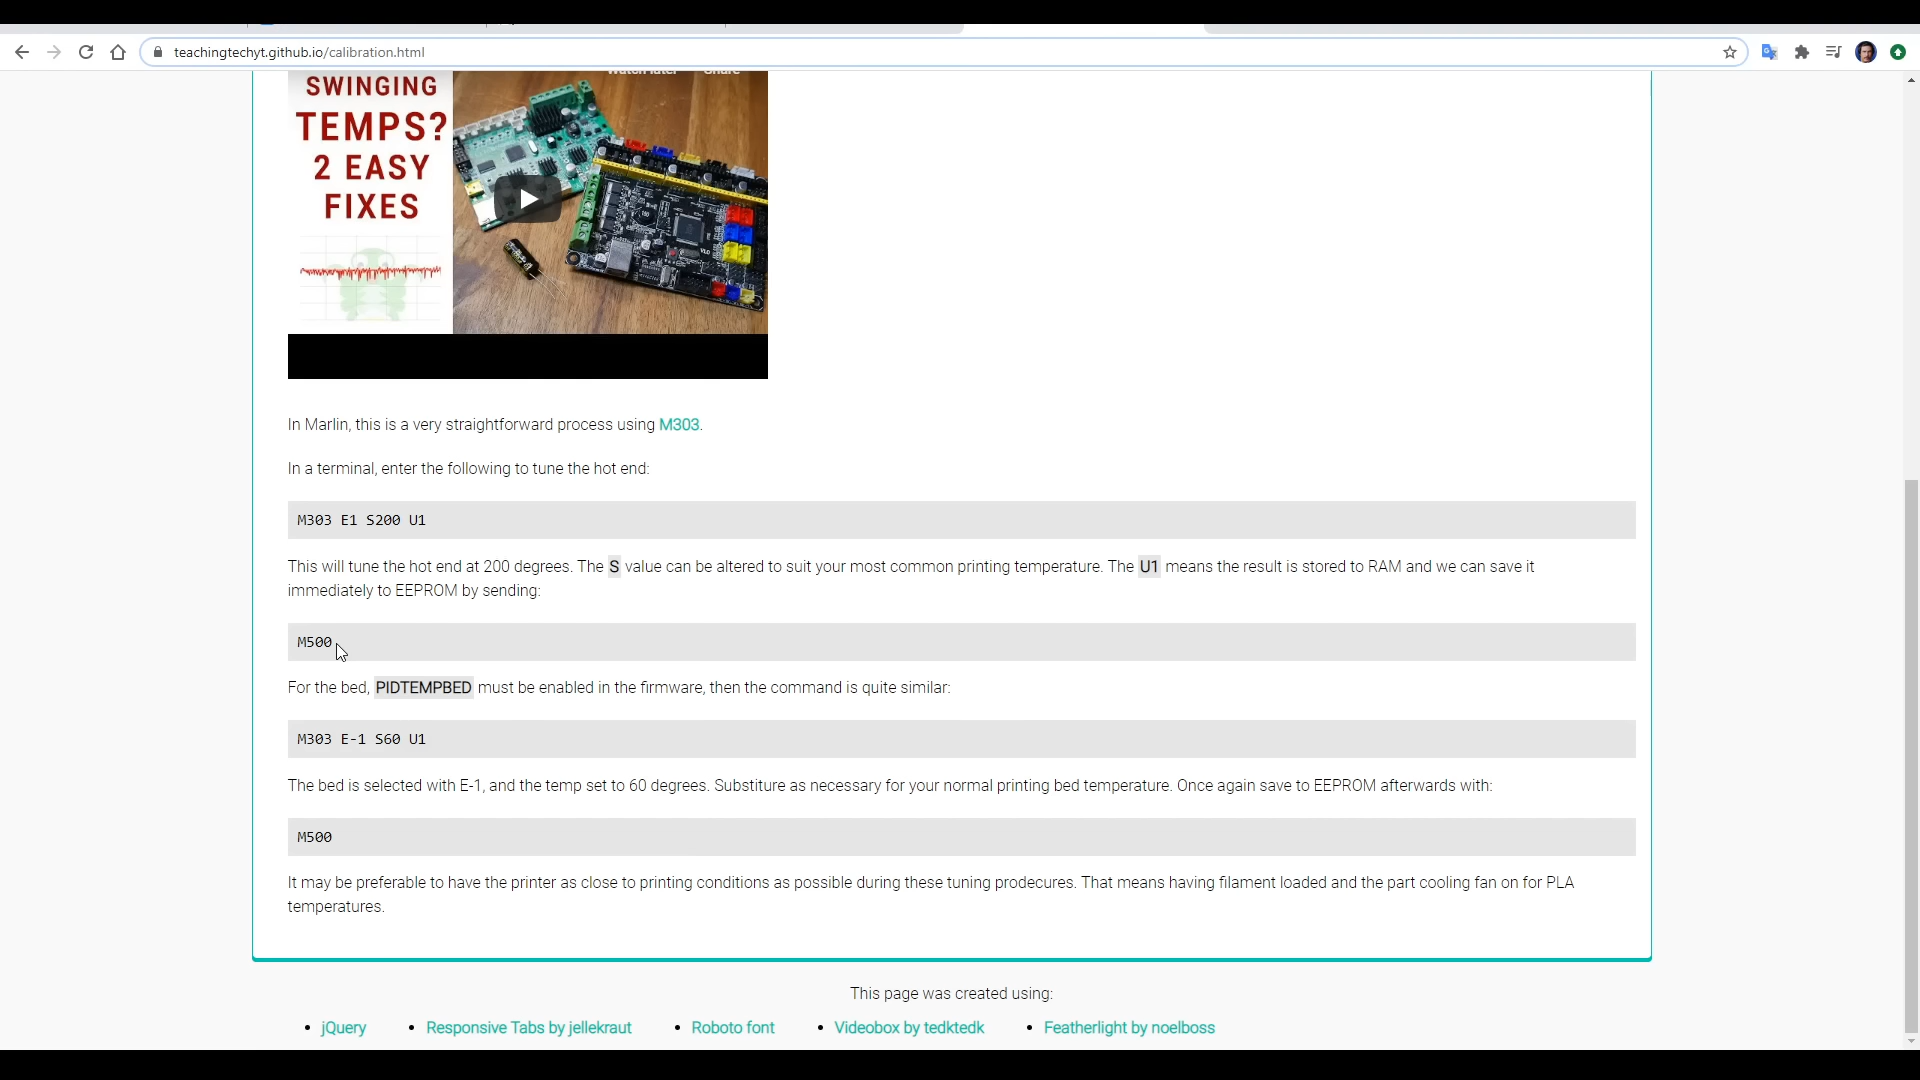 teachingtechyt.github.io/calibration.html
SWINGING
TEMPS?
2 EASY
FIXES
In Marlin, this is a very straightforward process using M303.
In a terminal, enter the following to tune the hot end:
M303 E1 S200 U1
This will tune the hot end at 200 degrees. The S value can be altered to suit your most common printing temperature. The U1 means the result is stored to RAM and we can save it
immediately to EEPROM by sending:
M500
For the bed, PIDTEMPBED must be enabled in the firmware, then the command is quite similar:
M303 E-1 S60 U1
The bed is selected with E-1, and the temp set to 60 degrees. Substiture as necessary for your normal printing bed temperature. Once again save to EEPROM afterwards with:
M500
It may be preferable to have the printer as close to printing conditions as possible during these tuning prodecures. That means having filament loaded and the part cooling fan on for PLA
temperatures.
This page was created using:
• jQuery • Responsive Tabs by jellekraut • Roboto font • Videobox by tedktedk • Featherlight by noelboss